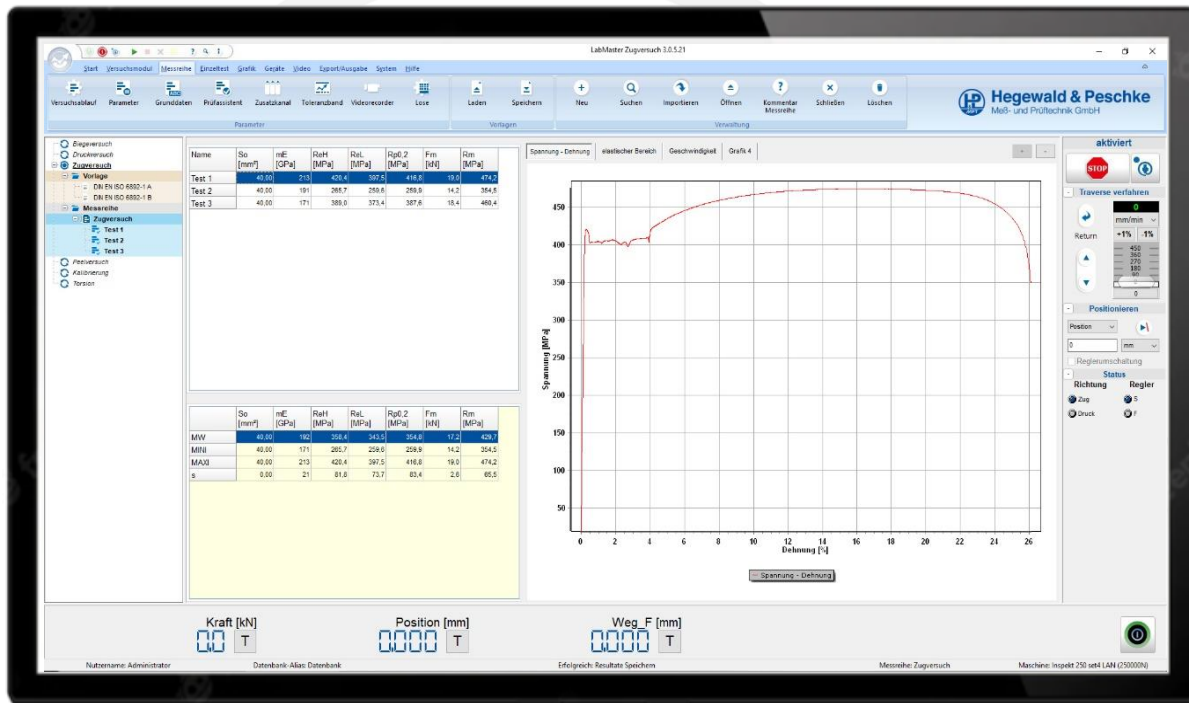 LabMaster Zugversuch 3.0.5.21
Start Versuchsmodul Messreihe Einzeltest Grafik Geräte Video Export/Ausgabe System Hilfe
Versuchsablauf Parameter Grunddaten Prüfassistent Zusatzkanal Toleranzband Videorecorder Lose Laden Speichern Neu Suchen Importieren Öffnen Kommentar Messreihe Schließen Löschen
Parameter Vorlagen Verwaltung
HP Hegewald & Peschke
Meß- und Prüftechnik GmbH
Biegeversuch
Druckversuch
Zugversuch
Vorlage
DIN EN ISO 6892-1 A
DIN EN ISO 6892-1 B
Messreihe
Zugversuch
Test 1
Test 2
Test 3
Peelversuch
Kalibrierung
Torsion
Name So mE ReH ReL Rp0,2 Fm Rm
[mm²] [GPa] [MPa] [MPa] [MPa] [kN] [MPa]
Test 1 40,00 213 420,4 397,5 416,8 19,0 474,2
Test 2 40,00 191 265,7 259,6 259,9 14,2 354,5
Test 3 40,00 171 389,0 373,4 387,6 18,4 460,4
So mE ReH ReL Rp0,2 Fm Rm
[mm²] [GPa] [MPa] [MPa] [MPa] [kN] [MPa]
MW 40,00 192 358,4 343,5 354,8 17,2 429,7
MINI 40,00 171 265,7 259,6 259,9 14,2 354,5
MAXI 40,00 213 420,4 397,5 416,8 19,0 474,2
s 0,00 21 81,8 73,7 83,4 2,6 65,5
Spannung - Dehnung elastischer Bereich Geschwindigkeit Grafik 4
+ -
450
400
350
300
250
200
150
100
50
Spannung [MPa]
0 2 4 6 8 10 12 14 16 18 20 22 24 26
Dehnung [%]
Spannung - Dehnung
aktiviert
STOP
Traverse verfahren
0
mm/min
Return +1% -1%
450
360
270
180
90
0
Positionieren
Position
0 mm
Reglerumschaltung
Status
Richtung Regler
Zug S
Druck F
Kraft [kN] Position [mm] Weg_F [mm]
0.0 T 0.000 T 0.000 T
Nutzername: Administrator Datenbank-Alias: Datenbank Erfolgreich: Resultate Speichern Messreihe: Zugversuch Maschine: Inspekt 250 set4 LAN (250000N)